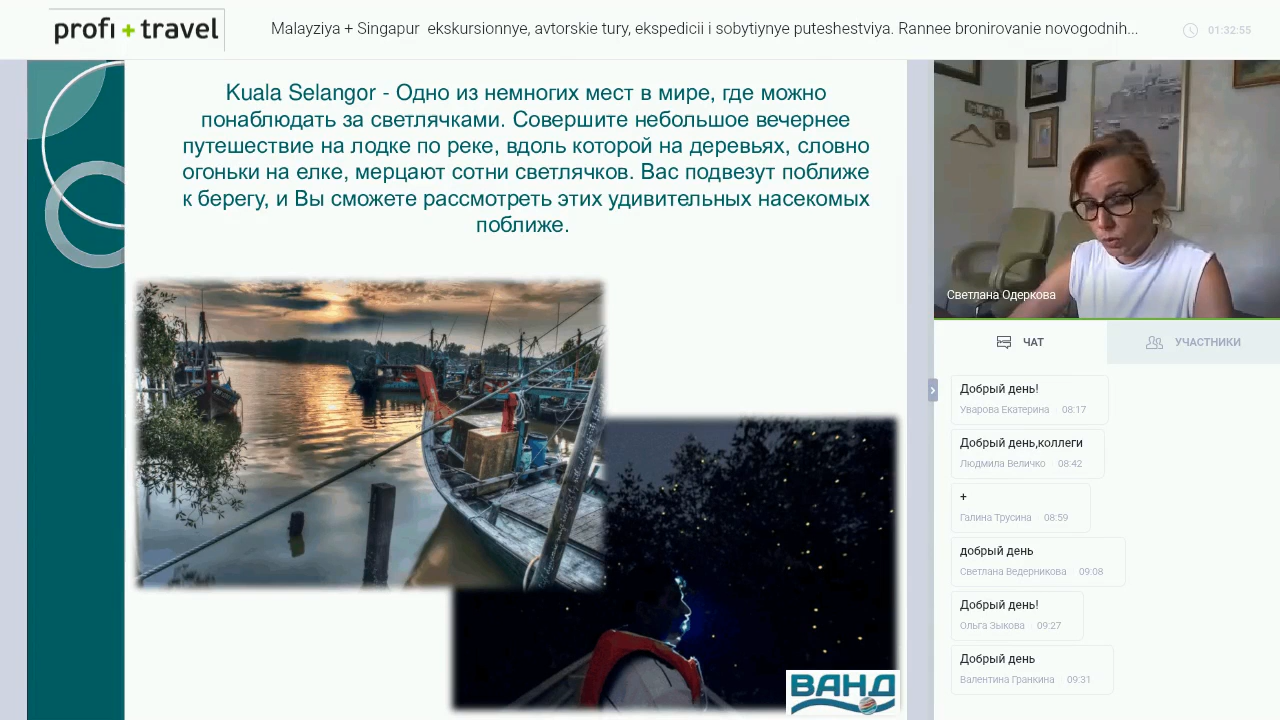 profi + travel
Malayziya + Singapur ekskursionnye, avtorskie tury, ekspedicii i sobytiynye puteshestviya. Rannee bronirovanie novogodnih...
01:32:55
Kuala Selangor - Одно из немногих мест в мире, где можно
понаблюдать за светлячками. Совершите небольшое вечернее
путешествие на лодке по реке, вдоль которой на деревьях, словно
огоньки на елке, мерцают сотни светлячков. Вас подвезут поближе
к берегу, и Вы сможете рассмотреть этих удивительных насекомых
поближе.
ВАНД
Светлана Одеркова
ЧАТ
УЧАСТНИКИ
Добрый день!
Уварова Екатерина 08:17
Добрый день,коллеги
Людмила Величко 08:42
+
Галина Трусина 08:59
добрый день
Светлана Ведерникова 09:08
Добрый день!
Ольга Зыкова 09:27
Добрый день
Валентина Гранкина 09:31